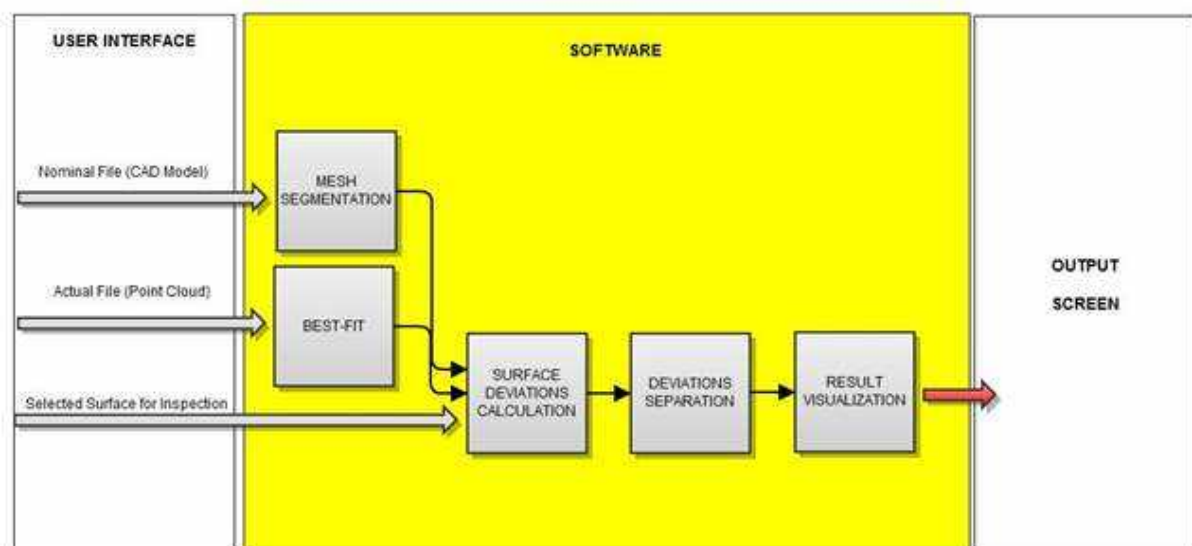 USER INTERFACE
SOFTWARE
Nominal File (CAD Model)
MESH
SEGMENTATION
Actual File (Point Cloud)
BEST-FIT
Selected Surface for Inspection
SURFACE
DEVIATIONS
CALCULATION
DEVIATIONS
SEPARATION
RESULT
VISUALIZATION
OUTPUT
SCREEN